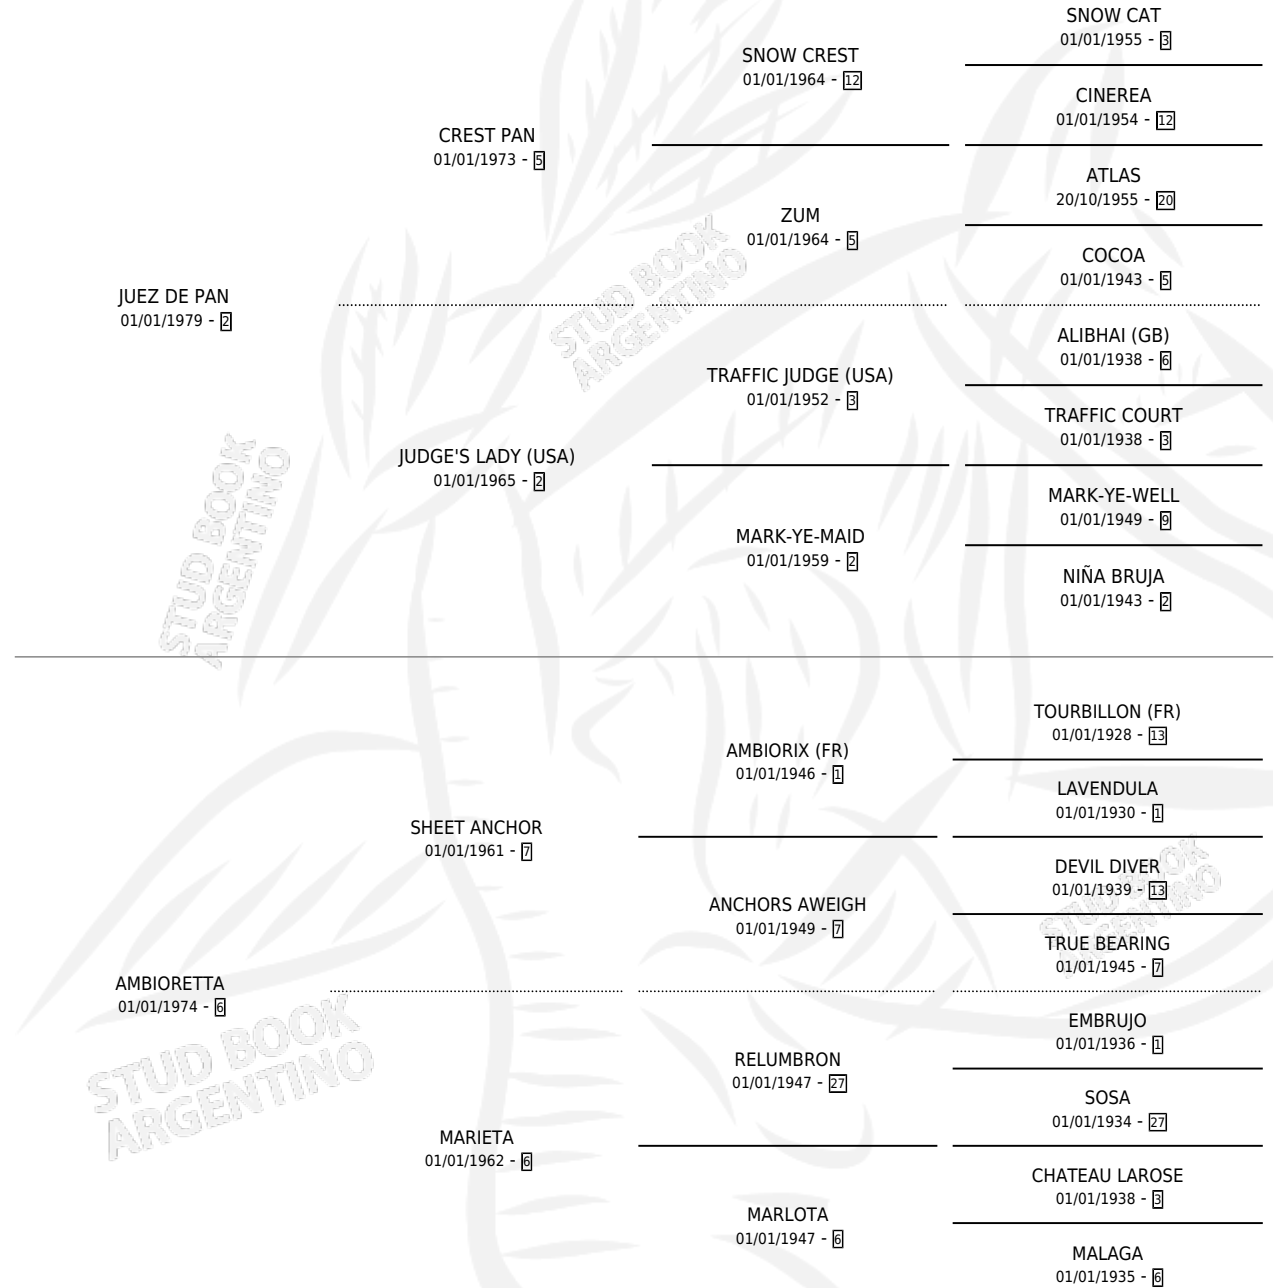 SNOW CAT
01/01/1955 - 3
SNOW CREST
01/01/1964 - 12
CINEREA
01/01/1954 - 12
CREST PAN
01/01/1973 - 5
ATLAS
20/10/1955 - 20
ZUM
01/01/1964 - 5
COCOA
01/01/1943 - 5
JUEZ DE PAN
01/01/1979 - 2
ALIBHAI (GB)
01/01/1938 - 6
TRAFFIC JUDGE (USA)
01/01/1952 - 3
TRAFFIC COURT
01/01/1938 - 3
JUDGE'S LADY (USA)
01/01/1965 - 2
MARK-YE-WELL
01/01/1949 - 9
MARK-YE-MAID
01/01/1959 - 2
NIÑA BRUJA
01/01/1943 - 2
TOURBILLON (FR)
01/01/1928 - 13
AMBIORIX (FR)
01/01/1946 - 1
LAVENDULA
01/01/1930 - 1
SHEET ANCHOR
01/01/1961 - 7
DEVIL DIVER
01/01/1939 - 13
ANCHORS AWEIGH
01/01/1949 - 7
TRUE BEARING
01/01/1945 - 7
AMBIORETTA
01/01/1974 - 6
EMBRUJO
01/01/1936 - 1
RELUMBRON
01/01/1947 - 27
SOSA
01/01/1934 - 27
MARIETA
01/01/1962 - 6
CHATEAU LAROSE
01/01/1938 - 3
MARLOTA
01/01/1947 - 6
MALAGA
01/01/1935 - 6
STUD BOOK
ARGENTINO
STUD BOOK
ARGENTINO
STUD BOOK
ARGENTINO
STUD BOOK
ARGENTINO